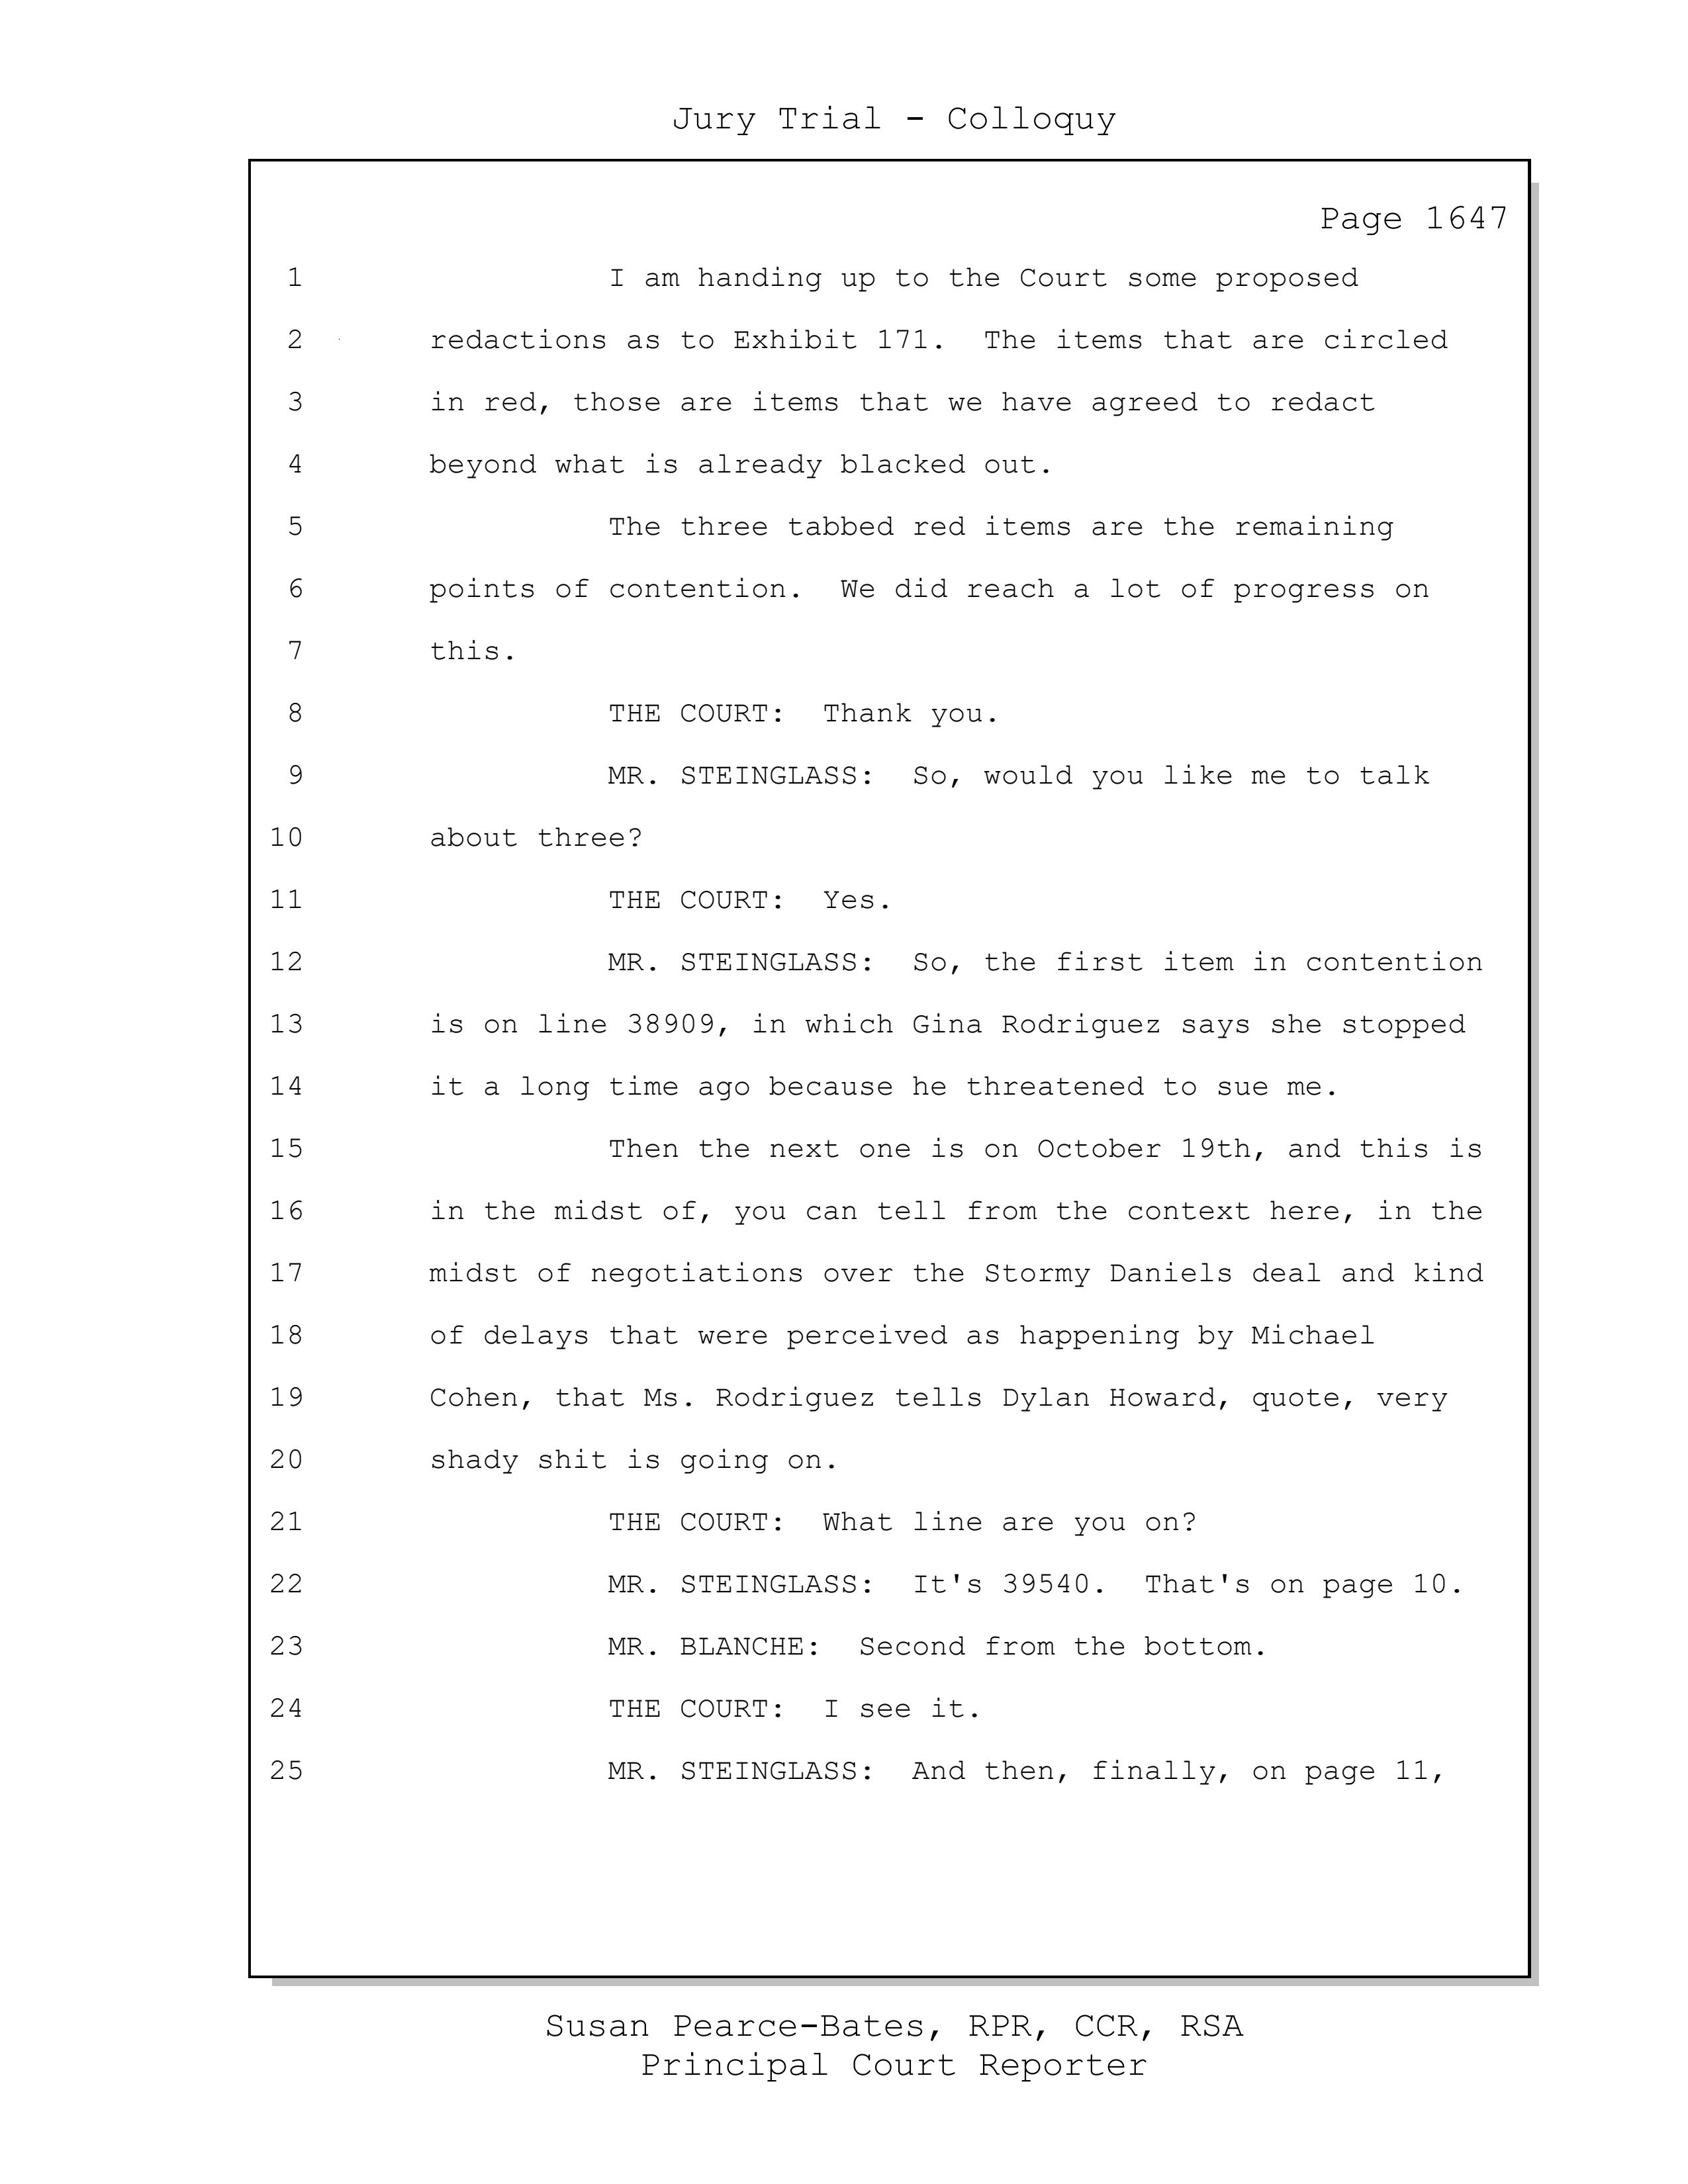 Jury Trial - Colloquy
Page 1647
1 I am handing up to the Court some proposed
2 redactions as to Exhibit 171. The items that are circled
3 in red, those are items that we have agreed to redact
4 beyond what is already blacked out.
5 The three tabbed red items are the remaining
6 points of contention. We did reach a lot of progress on
7 this.
8 THE COURT: Thank you.
9 MR. STEINGLASS: So, would you like me to talk
10 about three?
11 THE COURT: Yes.
12 MR. STEINGLASS: So, the first item in contention
13 is on line 38909, in which Gina Rodriguez says she stopped
14 it a long time ago because he threatened to sue me.
15 Then the next one is on October 19th, and this is
16 in the midst of, you can tell from the context here, in the
17 midst of negotiations over the Stormy Daniels deal and kind
18 of delays that were perceived as happening by Michael
19 Cohen, that Ms. Rodriguez tells Dylan Howard, quote, very
20 shady shit is going on.
21 THE COURT: What line are you on?
22 MR. STEINGLASS: It's 39540. That's on page 10.
23 MR. BLANCHE: Second from the bottom.
24 THE COURT: I see it.
25 MR. STEINGLASS: And then, finally, on page 11,
Susan Pearce-Bates, RPR, CCR, RSA
Principal Court Reporter